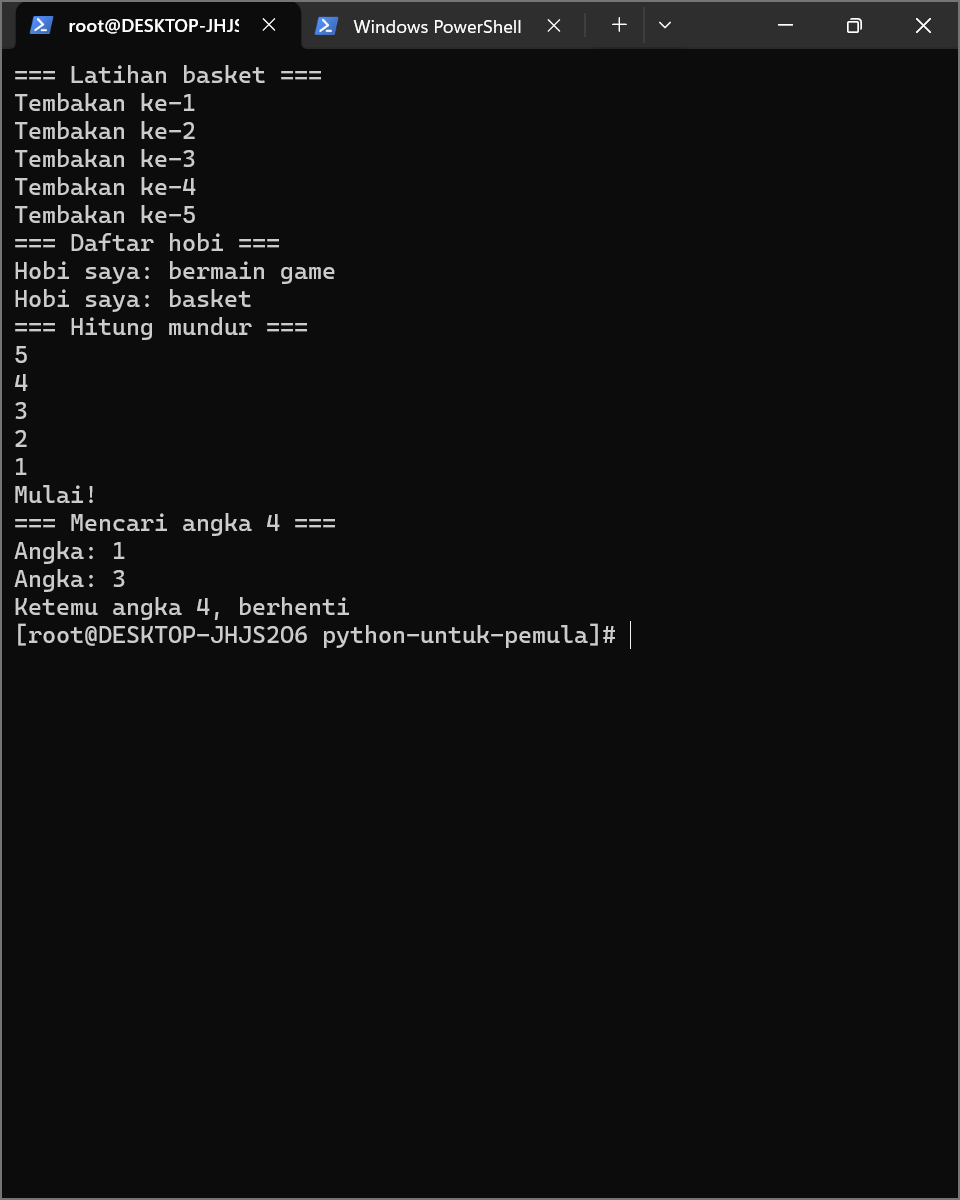 root@DESKTOP-JHJS
Windows PowerShell
=== Latihan basket ===
Tembakan ke-1
Tembakan ke-2
Tembakan ke-3
Tembakan ke-4
Tembakan ke-5
=== Daftar hobi ===
Hobi saya: bermain game
Hobi saya: basket
=== Hitung mundur ===
5
4
3
2
1
Mulai!
=== Mencari angka 4 ===
Angka: 1
Angka: 3
Ketemu angka 4, berhenti
[root@DESKTOP-JHJS2O6 python-untuk-pemula]#